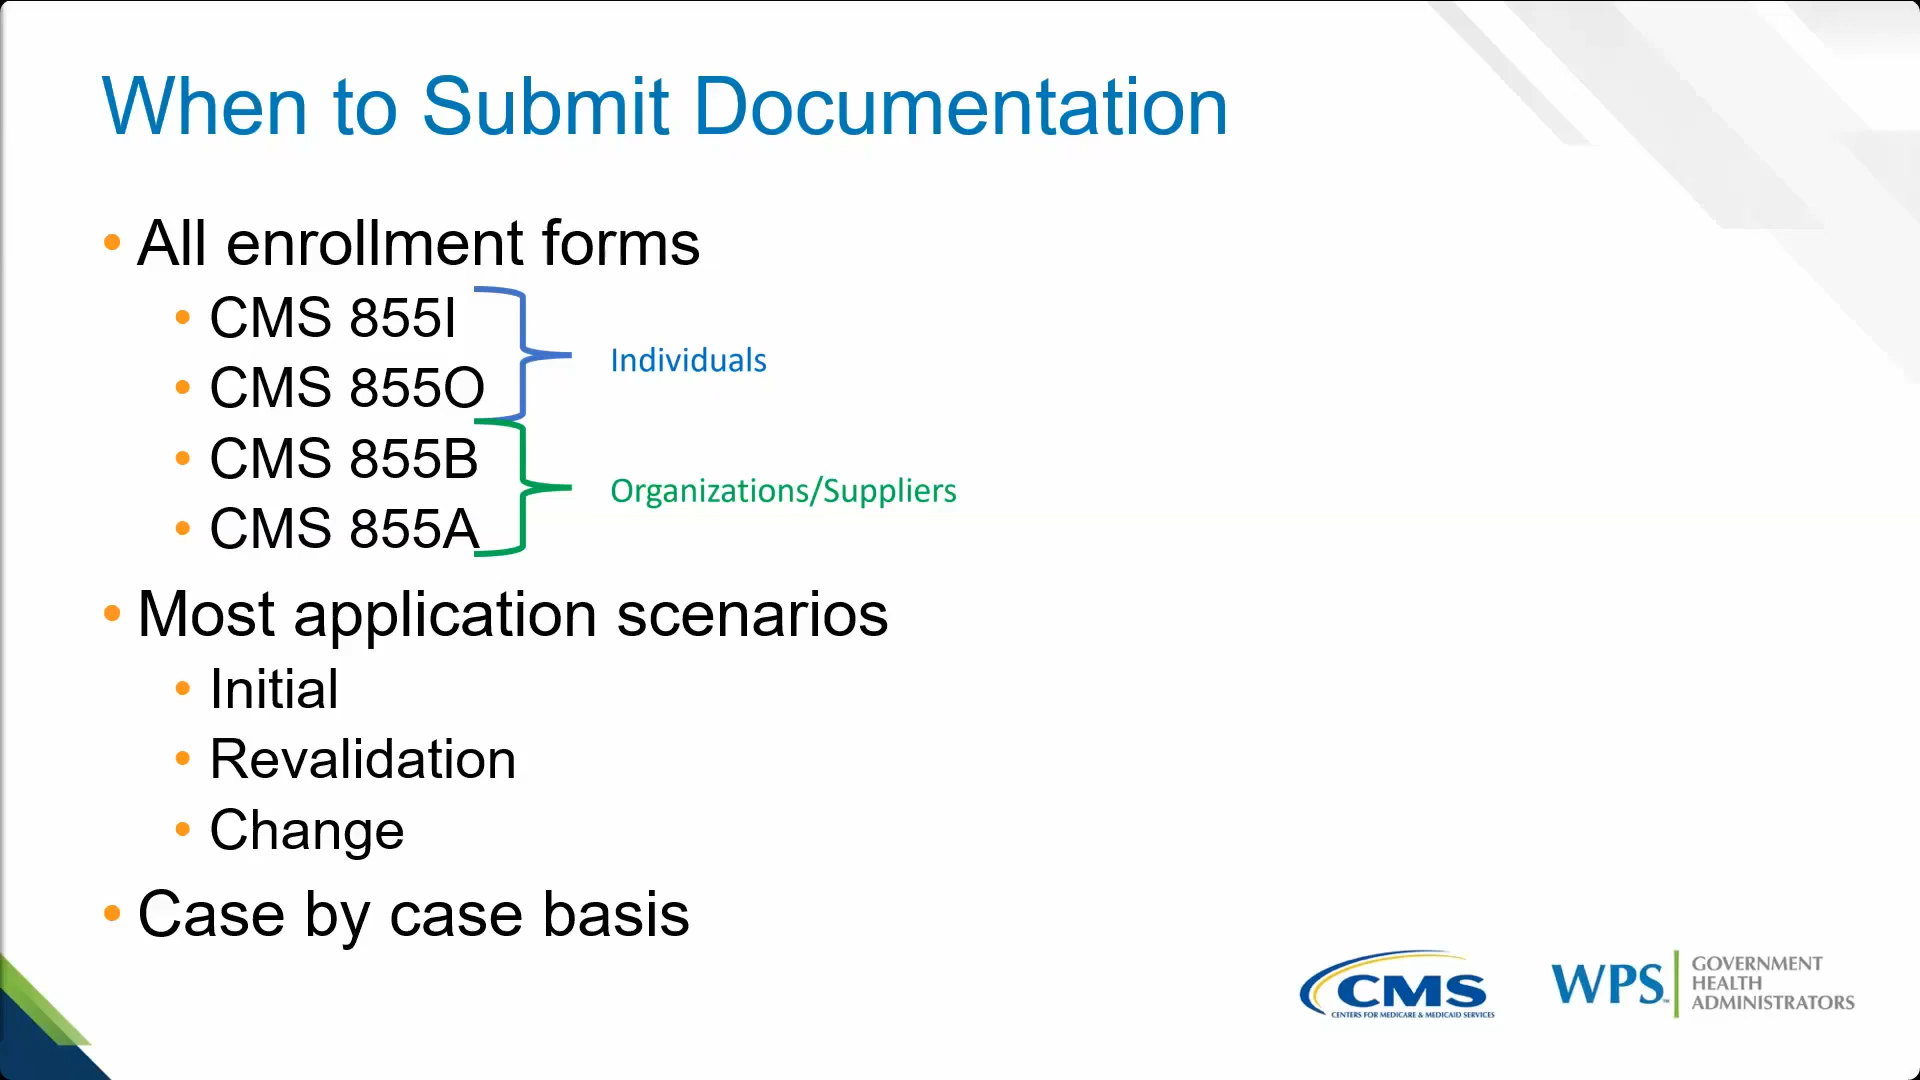 When to Submit Documentation
• All enrollment forms
• CMS 855I
• CMS 855O
Individuals
• CMS 855B
• CMS 855A
Organizations/Suppliers
• Most application scenarios
• Initial
• Revalidation
• Change
• Case by case basis
CMS
CENTERS FOR MEDICARE & MEDICAID SERVICES
WPS
GOVERNMENT
HEALTH
ADMINISTRATORS